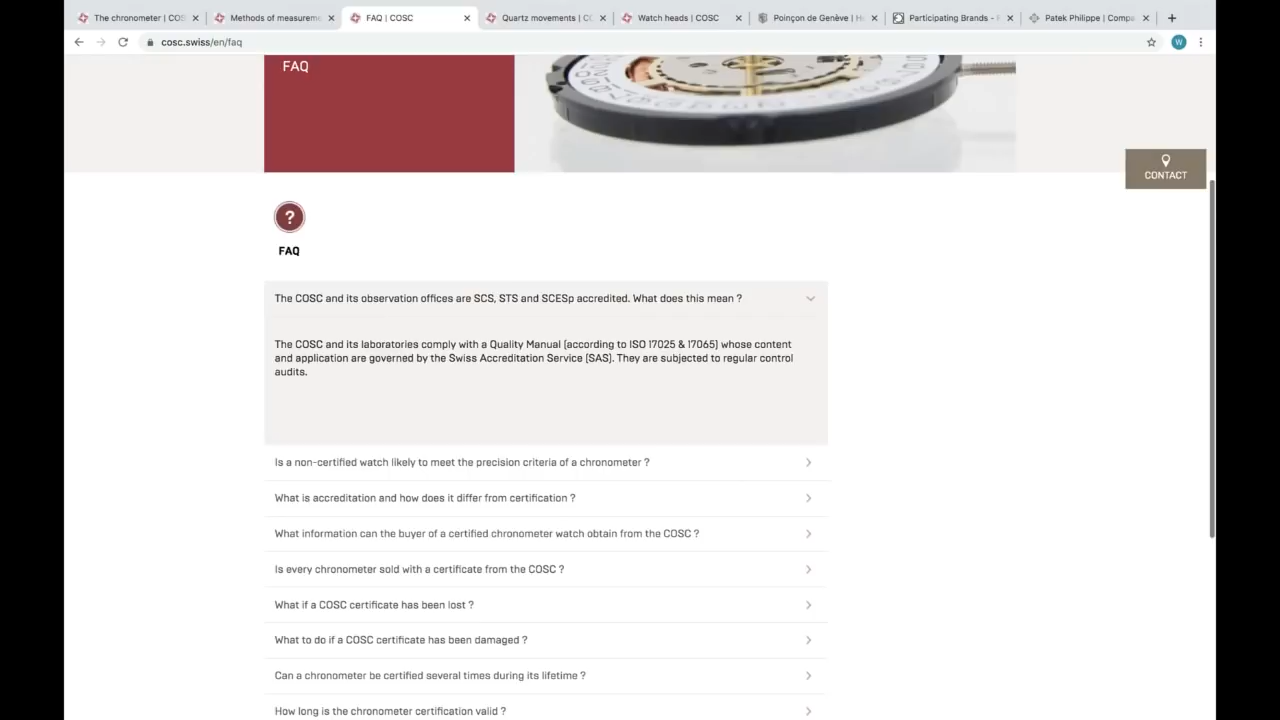 The chronometer | COS
Methods of measureme
FAQ | COSC
Quartz movements | CO
Watch heads | COSC
Poinçon de Genève | H
Participating Brands -
Patek Philippe | Compa
cosc.swiss/en/faq
W
FAQ
CONTACT
?
FAQ
The COSC and its observation offices are SCS, STS and SCESp accredited. What does this mean ?
The COSC and its laboratories comply with a Quality Manual (according to ISO 17025 & 17065) whose content
and application are governed by the Swiss Accreditation Service (SAS). They are subjected to regular control
audits.
Is a non-certified watch likely to meet the precision criteria of a chronometer ?
What is accreditation and how does it differ from certification ?
What information can the buyer of a certified chronometer watch obtain from the COSC ?
Is every chronometer sold with a certificate from the COSC ?
What if a COSC certificate has been lost ?
What to do if a COSC certificate has been damaged ?
Can a chronometer be certified several times during its lifetime ?
How long is the chronometer certification valid ?